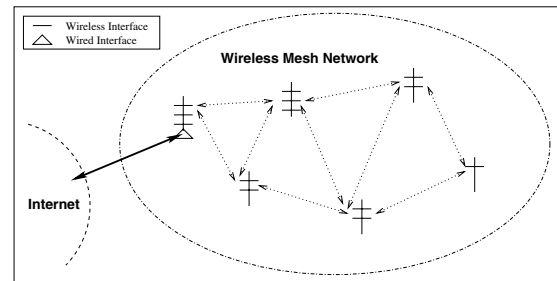 Wireless Interface
Wired Interface
Wireless Mesh Network
Internet